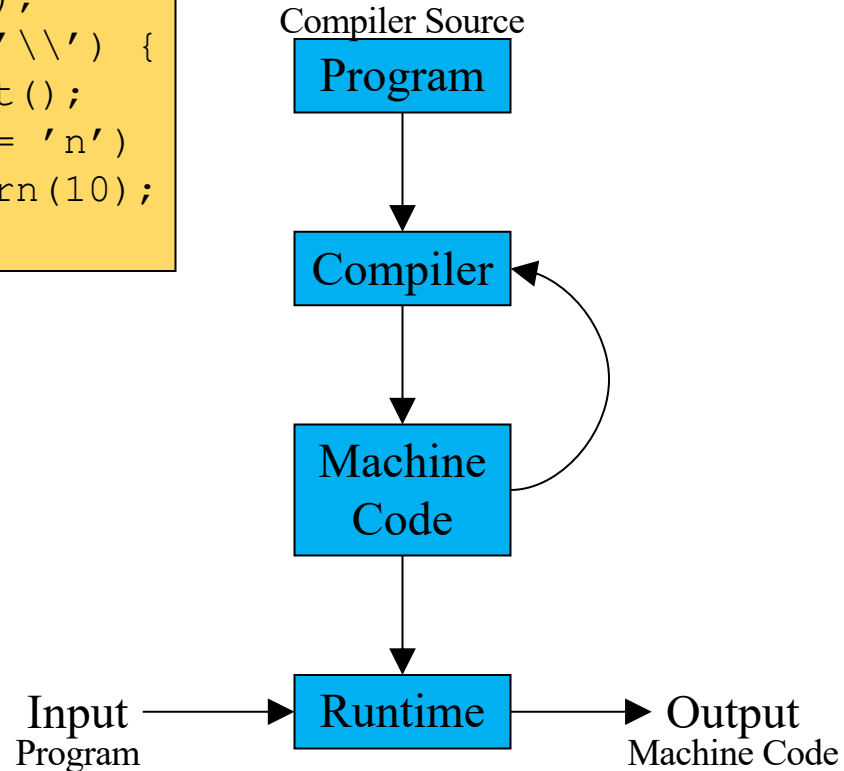 );
'\\') {
t();
= 'n')
rn(10);
Compiler Source
Program
Compiler
Machine
Code
Input
Program
Runtime
Output
Machine Code